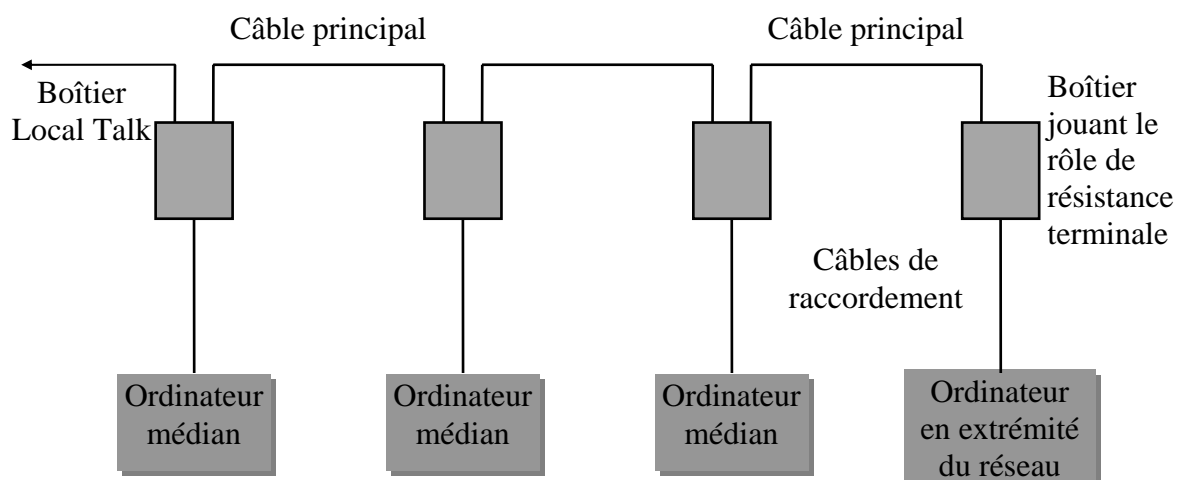 Câble principal
Câble principal
Boîtier
Local Talk
Boîtier
jouant le
rôle de
résistance
terminale
Câbles de
raccordement
Ordinateur
médian
Ordinateur
médian
Ordinateur
médian
Ordinateur
en extrémité
du réseau